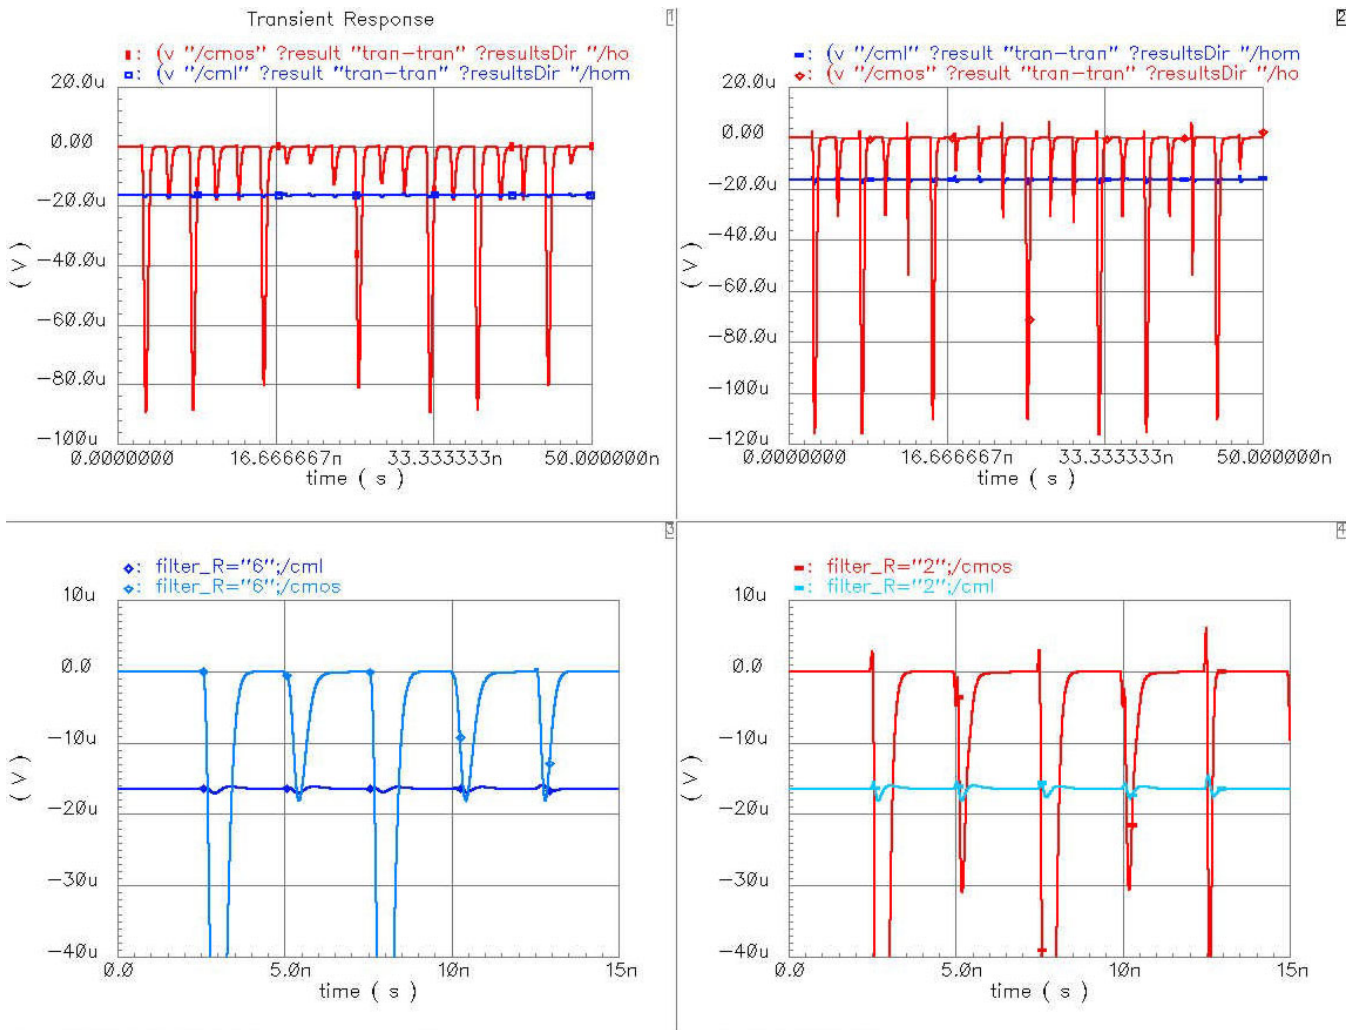 Transient Response
1
: (v "/cmos" ?result "tran-tran" ?resultsDir "/ho
: (v "/cml" ?result "tran-tran" ?resultsDir "/hom
20.0u
0.00
-20.0u
-40.0u
-60.0u
-80.0u
-100u
(V)
0.0000000
16.666667n
33.333333n
50.000000n
time ( s )
2
: (v "/cml" ?result "tran-tran" ?resultsDir "/hom
: (v "/cmos" ?result "tran-tran" ?resultsDir "/ho
20.0u
0.00
-20.0u
-40.0u
-60.0u
-80.0u
-100u
-120u
(V)
0.0000000
16.666667n
33.333333n
50.000000n
time ( s )
3
: filter_R="6";/cml
: filter_R="6";/cmos
10u
0.0
-10u
-20u
-30u
-40u
(V)
0.0
5.0n
10n
15n
time ( s )
4
: filter_R="2";/cmos
: filter_R="2";/cml
10u
0.0
-10u
-20u
-30u
-40u
(V)
0.0
5.0n
10n
15n
time ( s )